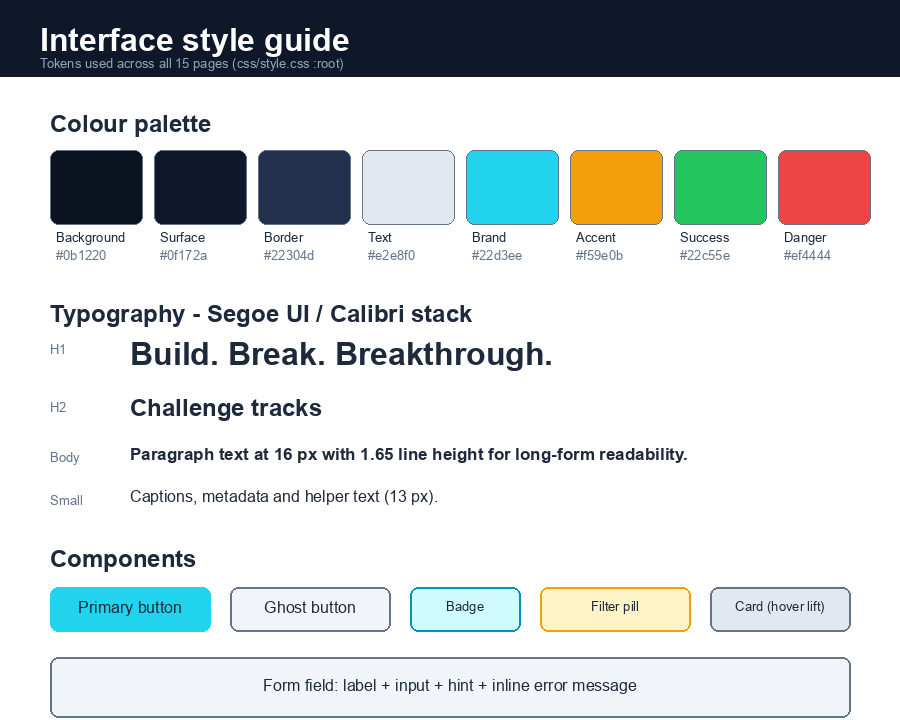 Interface style guide
Tokens used across all 15 pages (css/style.css :root)
Colour palette
Background Surface Border Text Brand Accent Success Danger
#0b1220 #0f172a #22304d #e2e8f0 #22d3ee #f59e0b #22c55e #ef4444
Typography - Segoe UI / Calibri stack
H1 Build. Break. Breakthrough.
H2 Challenge tracks
Body Paragraph text at 16 px with 1.65 line height for long-form readability.
Small Captions, metadata and helper text (13 px).
Components
Primary button Ghost button Badge Filter pill Card (hover lift)
Form field: label + input + hint + inline error message